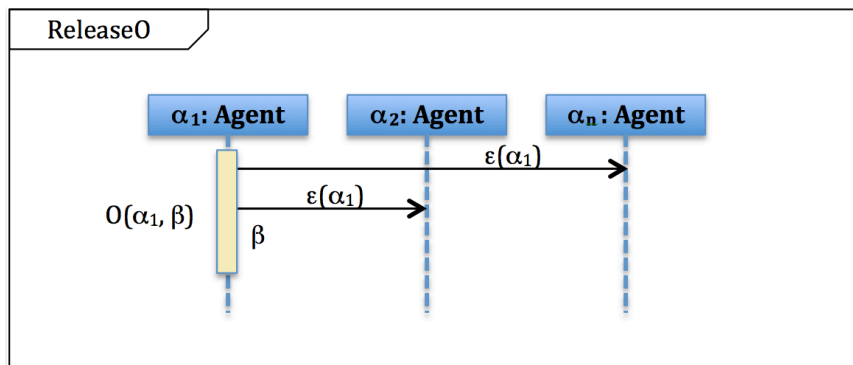 ReleaseO
α₁: Agent α₂: Agent αₙ: Agent
ε(α₁)
ε(α₁)
O(α₁, β)
β